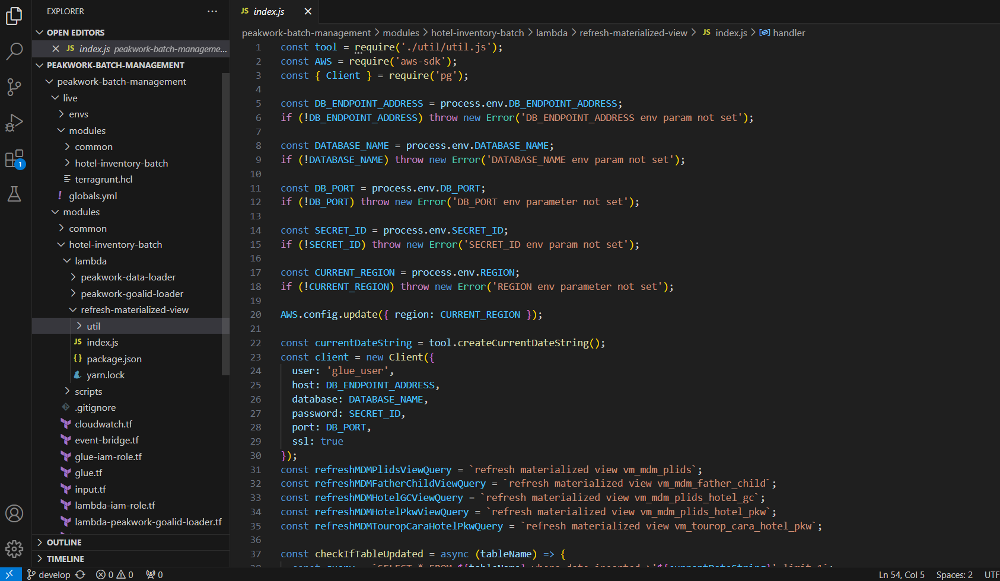 EXPLORER
···
OPEN EDITORS
JS index.js peakwork-batch-manageme...
PEAKWORK-BATCH-MANAGEMENT
peakwork-batch-management
live
envs
modules
common
hotel-inventory-batch
terragrunt.hcl
! globals.yml
modules
common
hotel-inventory-batch
lambda
peakwork-data-loader
peakwork-goalid-loader
refresh-materialized-view
util
JS index.js
{} package.json
yarn.lock
scripts
.gitignore
cloudwatch.tf
event-bridge.tf
glue-iam-role.tf
glue.tf
input.tf
lambda-iam-role.tf
lambda-peakwork-goalid-loader.tf
OUTLINE
TIMELINE
1
JS index.js
peakwork-batch-management > modules > hotel-inventory-batch > lambda > refresh-materialized-view > JS index.js > handler
1 const tool = require('./util/util.js');
2 const AWS = require('aws-sdk');
3 const { Client } = require('pg');
4
5 const DB_ENDPOINT_ADDRESS = process.env.DB_ENDPOINT_ADDRESS;
6 if (!DB_ENDPOINT_ADDRESS) throw new Error('DB_ENDPOINT_ADDRESS env param not set');
7
8 const DATABASE_NAME = process.env.DATABASE_NAME;
9 if (!DATABASE_NAME) throw new Error('DATABASE_NAME env param not set');
10
11 const DB_PORT = process.env.DB_PORT;
12 if (!DB_PORT) throw new Error('DB_PORT env parameter not set');
13
14 const SECRET_ID = process.env.SECRET_ID;
15 if (!SECRET_ID) throw new Error('SECRET_ID env param not set');
16
17 const CURRENT_REGION = process.env.REGION;
18 if (!CURRENT_REGION) throw new Error('REGION env parameter not set');
19
20 AWS.config.update({ region: CURRENT_REGION });
21
22 const currentDateString = tool.createCurrentDateString();
23 const client = new Client({
24 user: 'glue_user',
25 host: DB_ENDPOINT_ADDRESS,
26 database: DATABASE_NAME,
27 password: SECRET_ID,
28 port: DB_PORT,
29 ssl: true
30 });
31 const refreshMDMPlidsViewQuery = `refresh materialized view vm_mdm_plids`;
32 const refreshMDMFatherChildViewQuery = `refresh materialized view vm_mdm_father_child`;
33 const refreshMDMHotelGCViewQuery = `refresh materialized view vm_mdm_plids_hotel_gc`;
34 const refreshMDMHotelPkwViewQuery = `refresh materialized view vm_mdm_plids_hotel_pkw`;
35 const refreshMDMTouropCaraHotelPkwQuery = `refresh materialized view vm_tourop_cara_hotel_pkw`;
36
37 const checkIfTableUpdated = async (tableName) => {
38 const query = `SELECT * FROM ${tableName} where date_inserted >'${currentDateString}' limit 1`;
develop 0 0 0 Ln 54, Col 5 Spaces: 2 UTF